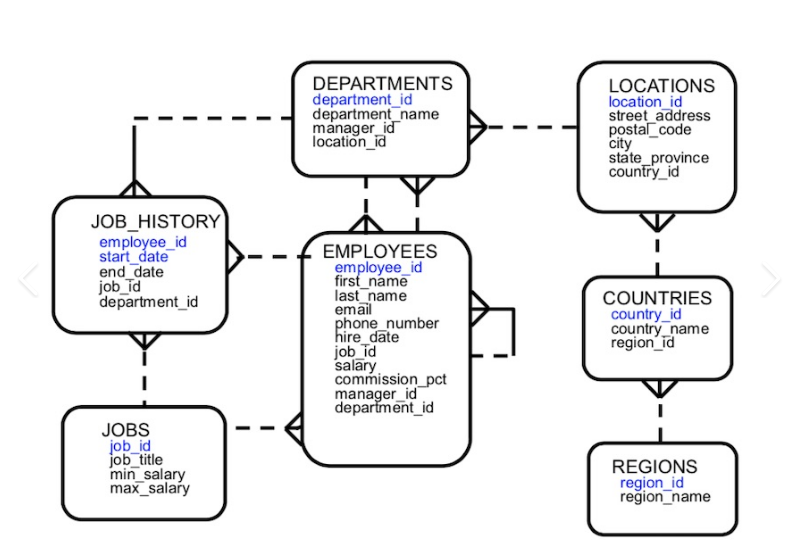 DEPARTMENTS
department_id
department_name
manager_id
location_id
LOCATIONS
location_id
street_address
postal_code
city
state_province
country_id
JOB_HISTORY
employee_id
start_date
end_date
job_id
department_id
EMPLOYEES
employee_id
first_name
last_name
email
phone_number
hire_date
job_id
salary
commission_pct
manager_id
department_id
COUNTRIES
country_id
country_name
region_id
JOBS
job_id
job_title
min_salary
max_salary
REGIONS
region_id
region_name